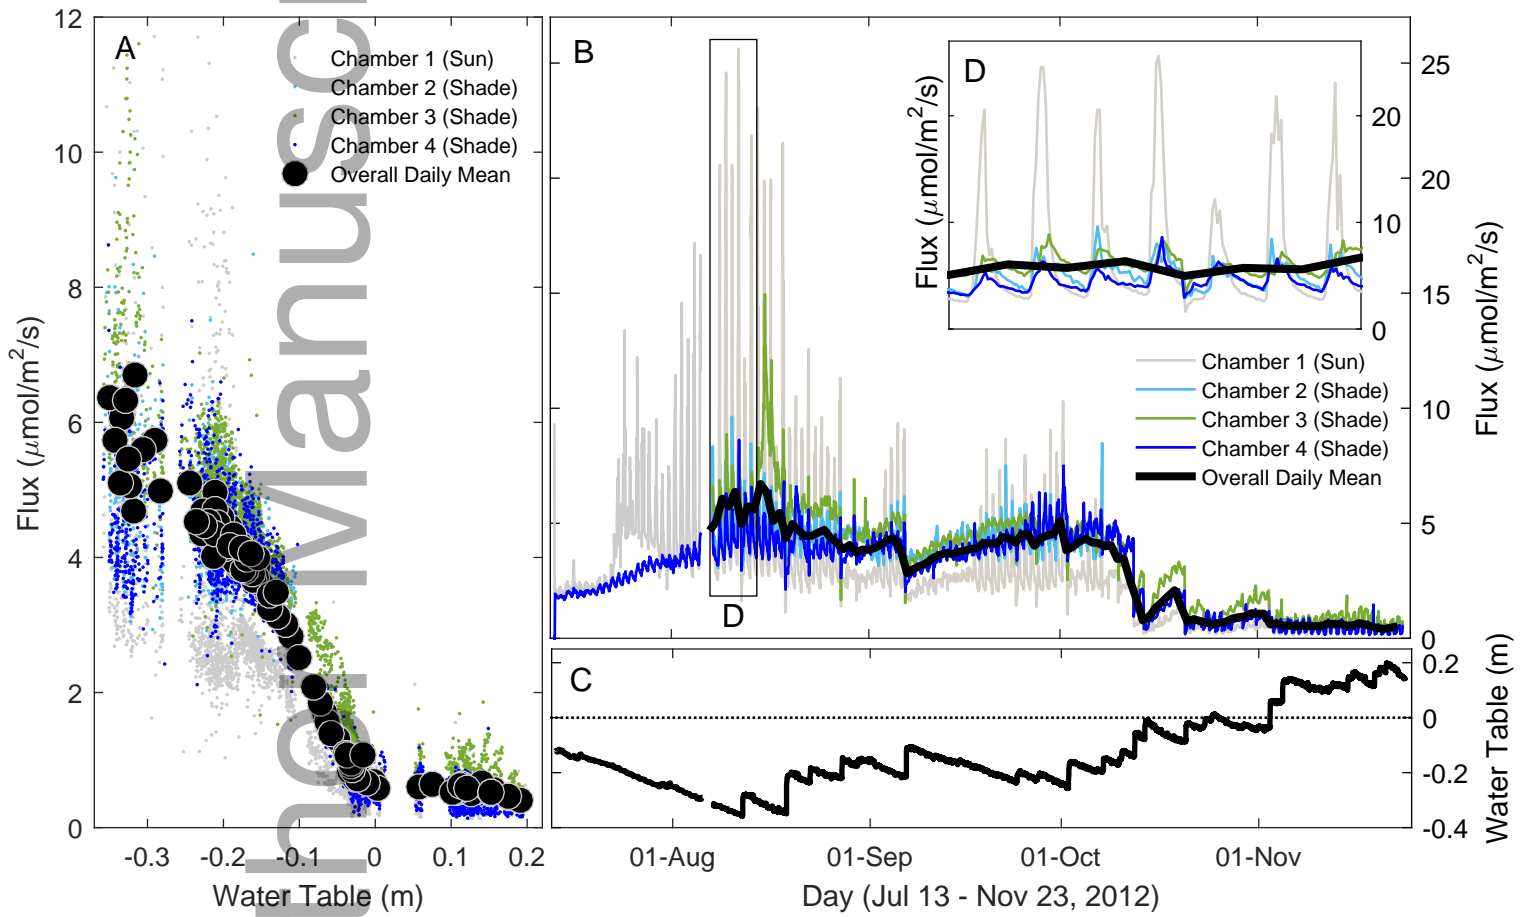 A
Chamber 1 (Sun)
Chamber 2 (Shade)
Chamber 3 (Shade)
Chamber 4 (Shade)
Overall Daily Mean
12
10
8
6
4
2
0
Flux (μmol/m²/s)
-0.3
-0.2
-0.1
0
0.1
0.2
Water Table (m)
B
D
25
20
15
10
5
0
Flux (μmol/m²/s)
D
20
10
0
Flux (μmol/m²/s)
Chamber 1 (Sun)
Chamber 2 (Shade)
Chamber 3 (Shade)
Chamber 4 (Shade)
Overall Daily Mean
C
0.2
0
-0.2
-0.4
Water Table (m)
01-Aug
01-Sep
01-Oct
01-Nov
Day (Jul 13 - Nov 23, 2012)